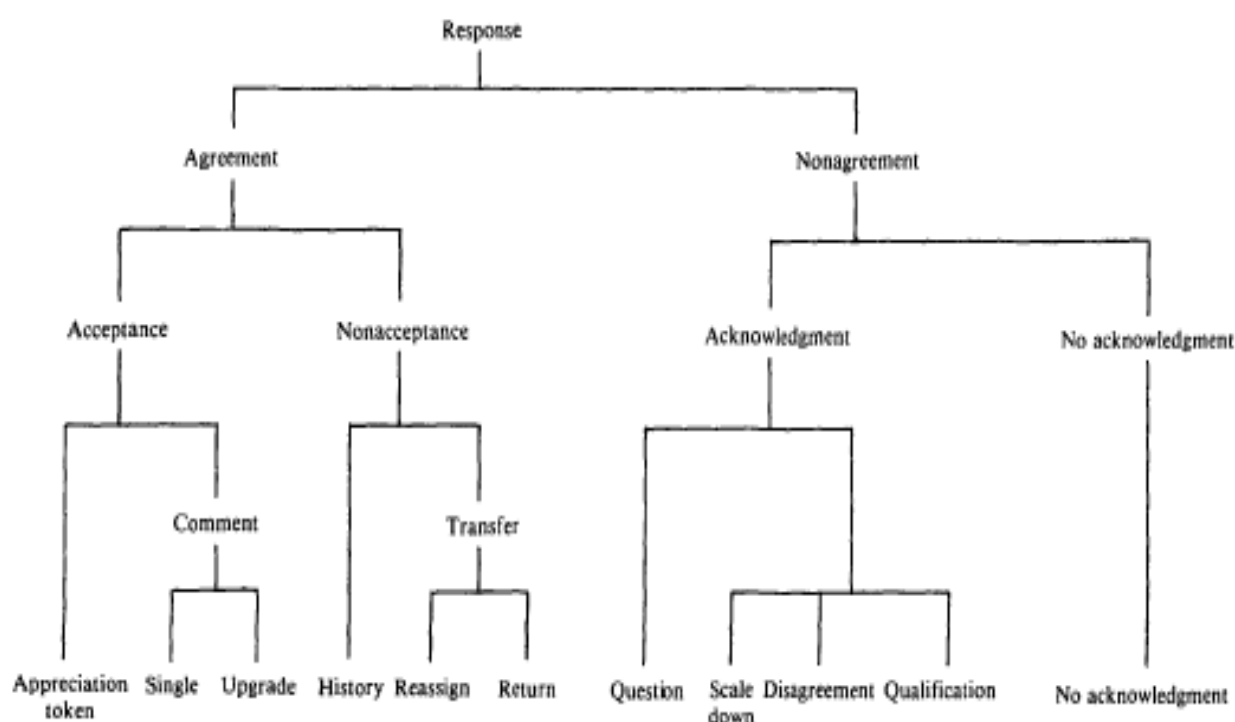 Response
Agreement
Nonagreement
Acceptance
Nonacceptance
Acknowledgment
No acknowledgment
Comment
Transfer
Appreciation token
Single
Upgrade
History
Reassign
Return
Question
Scale down
Disagreement
Qualification
No acknowledgment